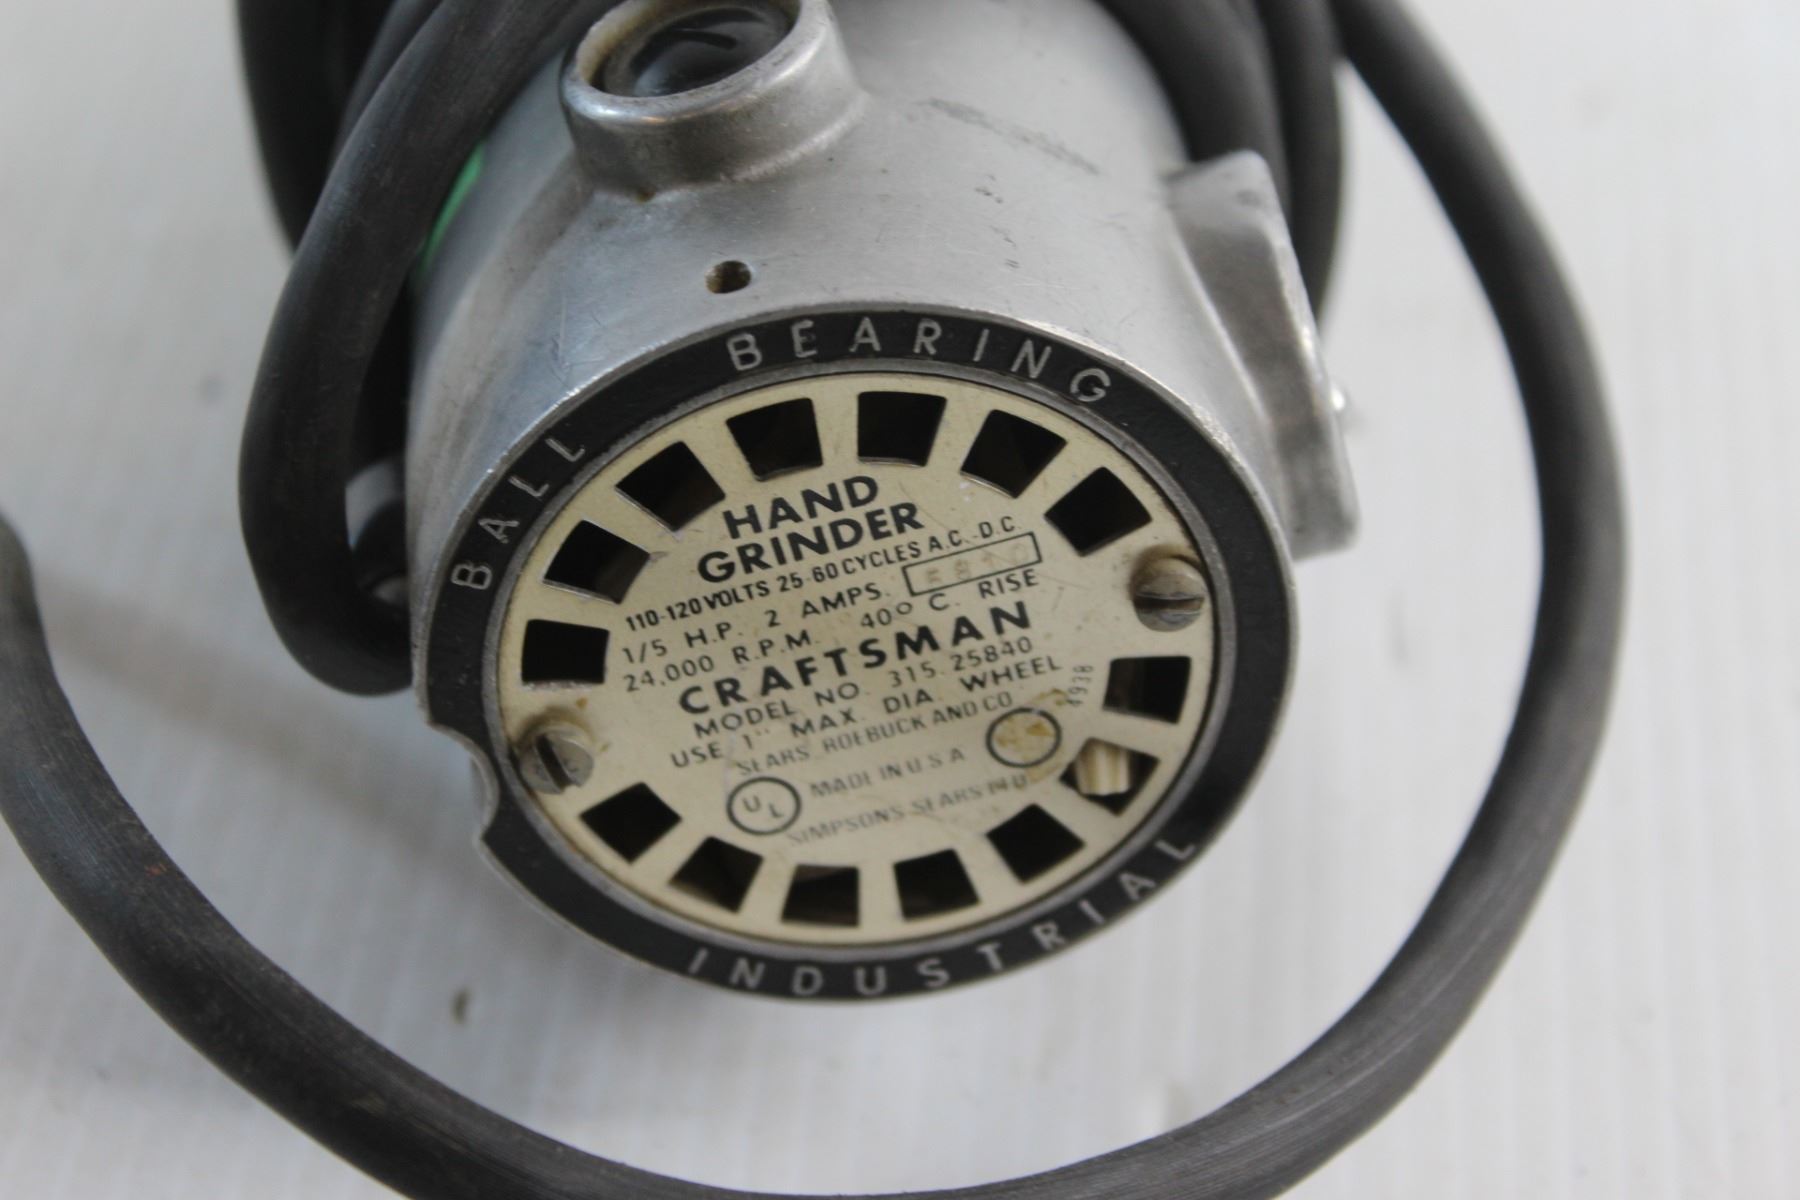 BALL BEARING
HAND
GRINDER
110-120 VOLTS 25-60 CYCLES A.C.-D.C.
1/5 H.P. 2 AMPS.
24,000 R.P.M. 40° C. RISE
CRAFTSMAN
MODEL NO. 315.25840
USE 1" MAX. DIA. WHEEL
SEARS, ROEBUCK AND CO.
UL MADE IN U.S.A.
SIMPSONS-SEARS
INDUSTRIAL